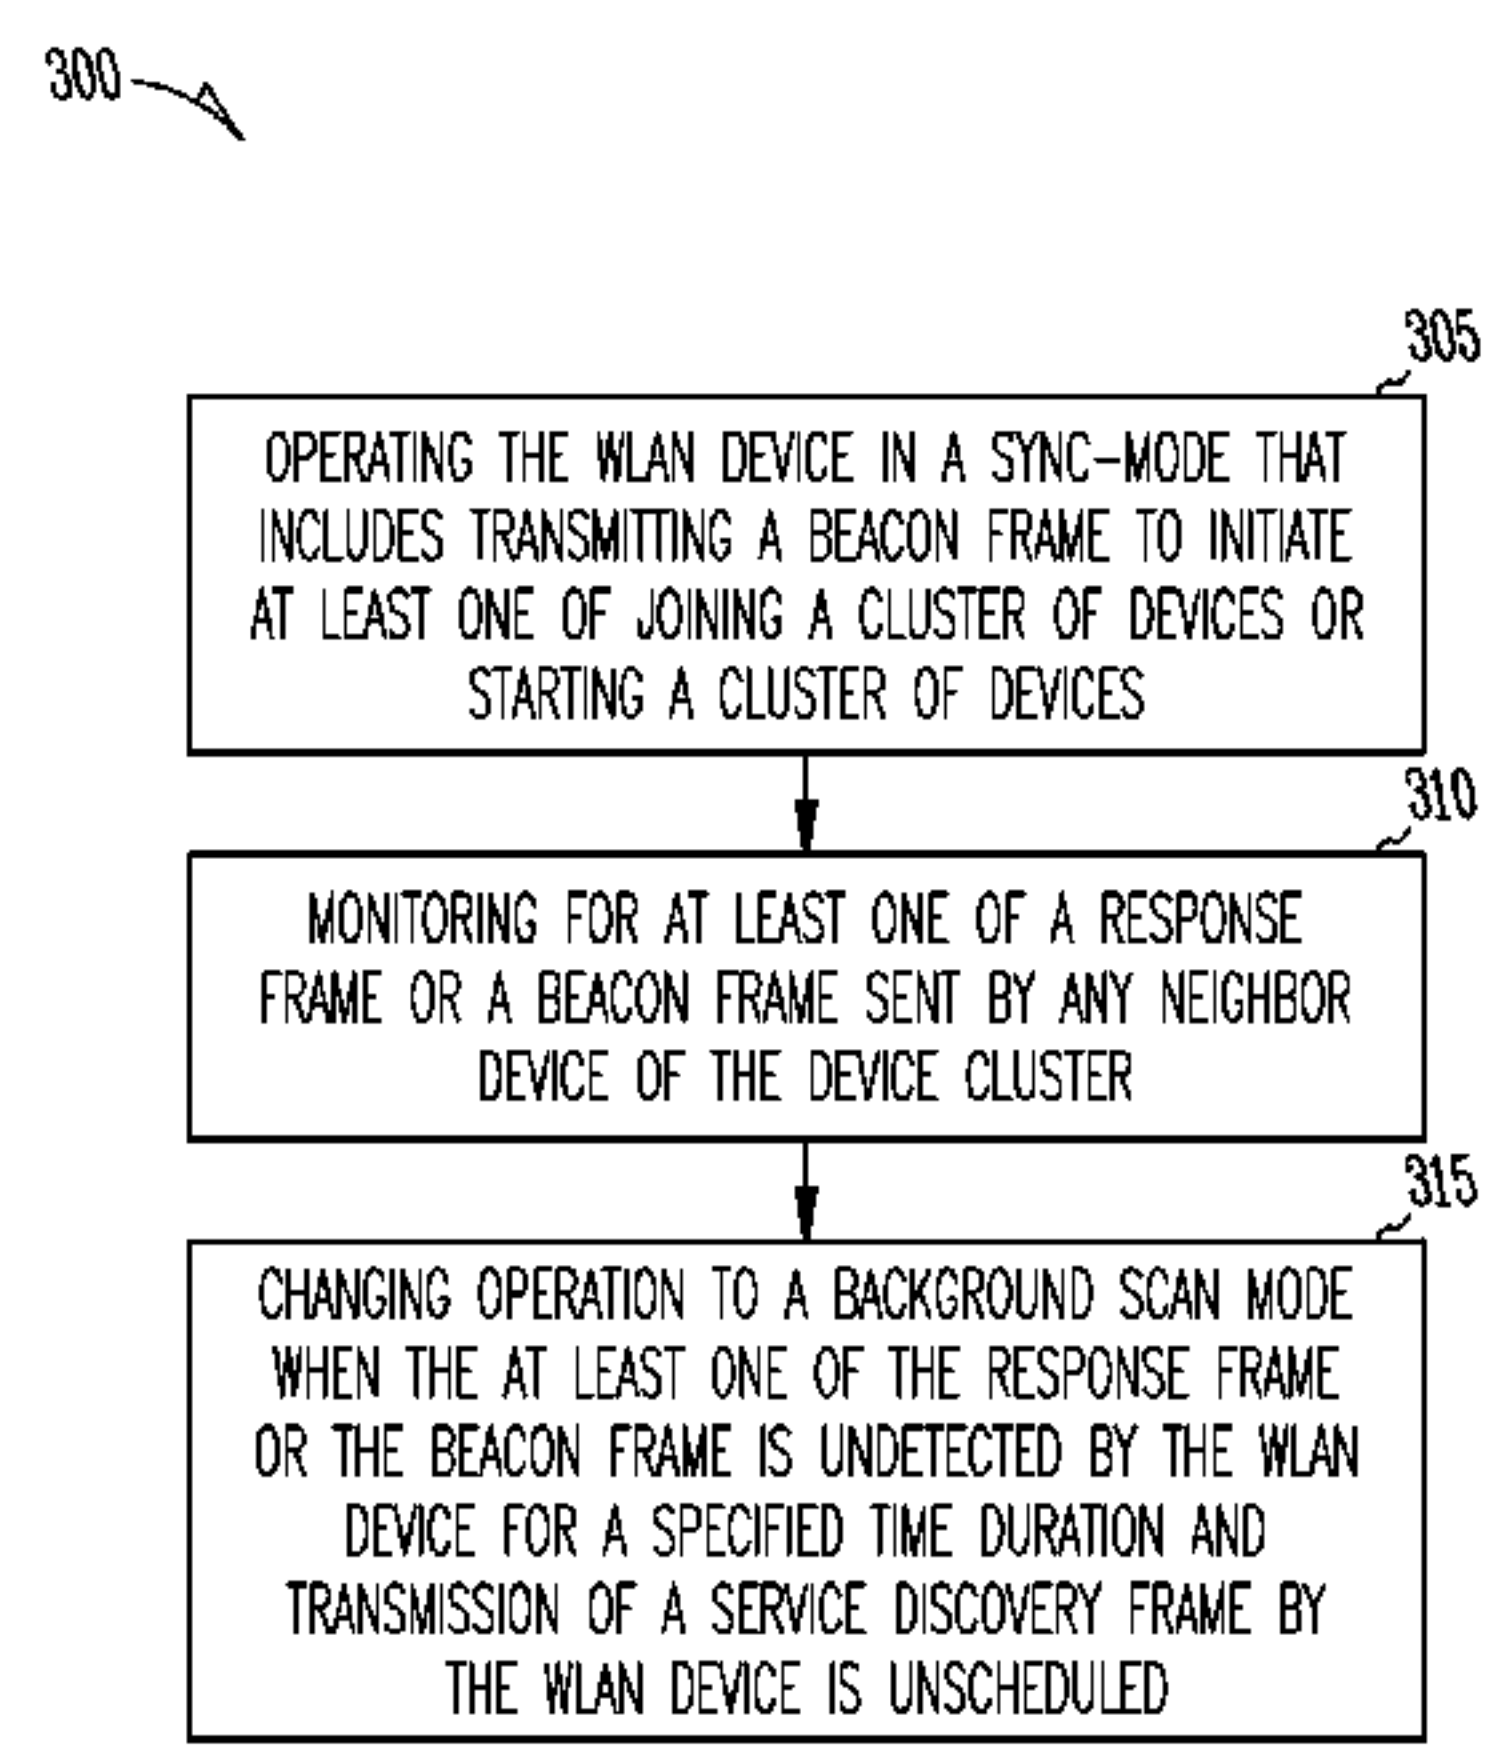 300
305
OPERATING THE WLAN DEVICE IN A SYNC-MODE THAT
INCLUDES TRANSMITTING A BEACON FRAME TO INITIATE
AT LEAST ONE OF JOINING A CLUSTER OF DEVICES OR
STARTING A CLUSTER OF DEVICES
310
MONITORING FOR AT LEAST ONE OF A RESPONSE
FRAME OR A BEACON FRAME SENT BY ANY NEIGHBOR
DEVICE OF THE DEVICE CLUSTER
315
CHANGING OPERATION TO A BACKGROUND SCAN MODE
WHEN THE AT LEAST ONE OF THE RESPONSE FRAME
OR THE BEACON FRAME IS UNDETECTED BY THE WLAN
DEVICE FOR A SPECIFIED TIME DURATION AND
TRANSMISSION OF A SERVICE DISCOVERY FRAME BY
THE WLAN DEVICE IS UNSCHEDULED